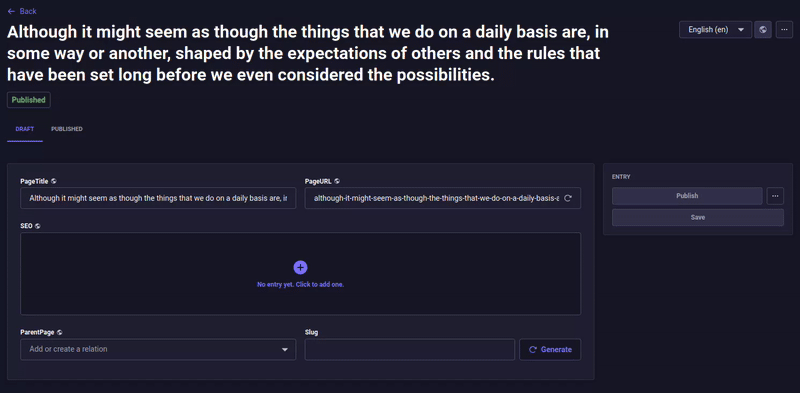 Back
Although it might seem as though the things that we do on a daily basis are, in
some way or another, shaped by the expectations of others and the rules that
have been set long before we even considered the possibilities.
English (en)
Published
DRAFT
PUBLISHED
PageTitle
Although it might seem as though the things that we do on a daily basis are, in
PageURL
although-it-might-seem-as-though-the-things-that-we-do-on-a-daily-basis-a
SEO
No entry yet. Click to add one.
ParentPage
Add or create a relation
Slug
Generate
ENTRY
Publish
Save